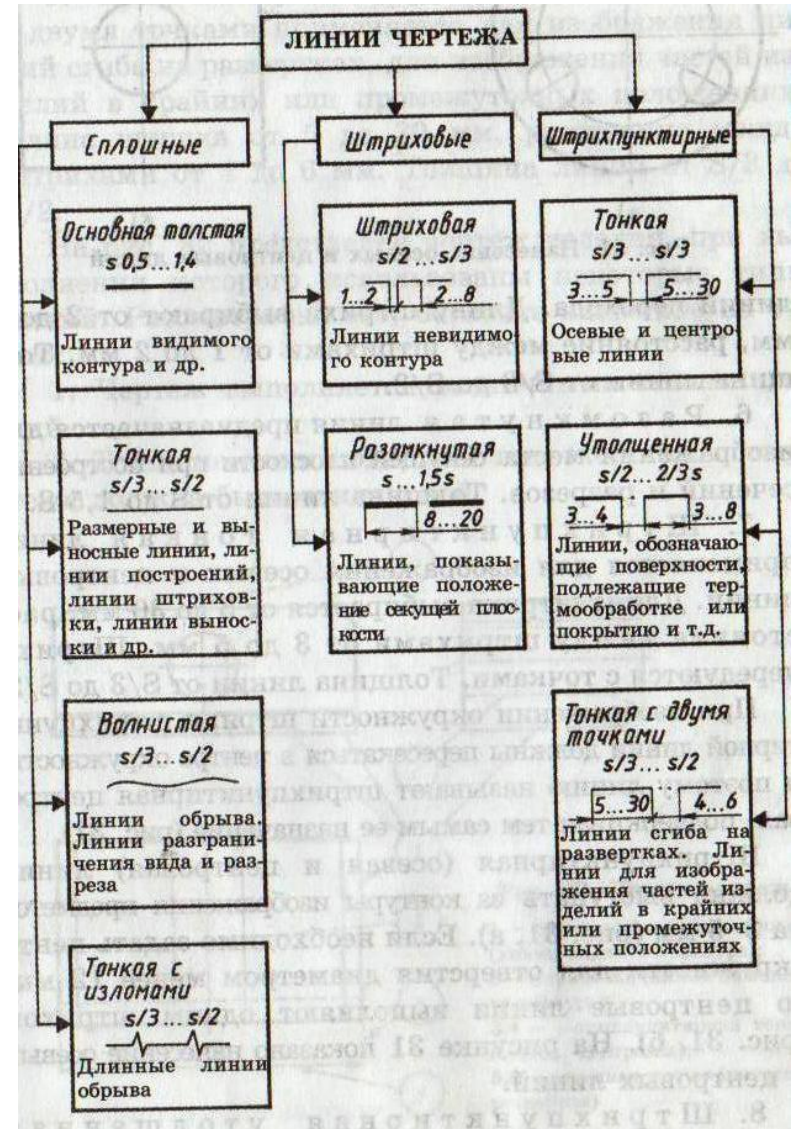 ЛИНИИ ЧЕРТЕЖА
Сплошные
Штриховые
Штрихпунктирные
Основная толстая
s 0,5...1,4
Линии видимого
контура и др.
Штриховая
s/2...s/3
1...2 2...8
Линии невидимо-
го контура
Тонкая
s/3...s/3
3...5 5...30
Осевые и центро-
вые линии
Тонкая
s/3...s/2
Размерные и вы-
носные линии, ли-
нии построений,
линии штрихов-
ки, линии вынос-
ки и др.
Разомкнутая
s...1,5s
8...20
Линии, показы-
вающие положе-
ние секущей плос-
кости
Утолщенная
s/2...2/3s
3...4 3...8
Линии, обозначаю-
щие поверхности,
подлежащие тер-
мообработке или
покрытию и т.д.
Волнистая
s/3...s/2
Линии обрыва.
Линии разграни-
чения вида и раз-
реза
Тонкая с двумя
точками
s/3...s/2
5...30 4...6
Линии сгиба на
развертках. Ли-
нии для изобра-
жения частей из-
делий в крайних
или промежуточ-
ных положениях
Тонкая с
изломами
s/3...s/2
Длинные линии
обрыва